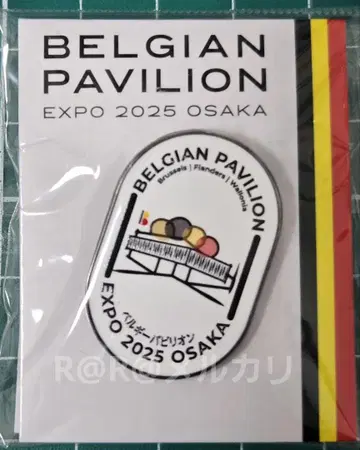 BELGIAN
PAVILION
EXPO 2025 OSAKA
BELGIAN PAVILION
Brussels | Flanders | Wallonia
ベルギーパビリオン
EXPO 2025 OSAKA
R@R@メルカリ